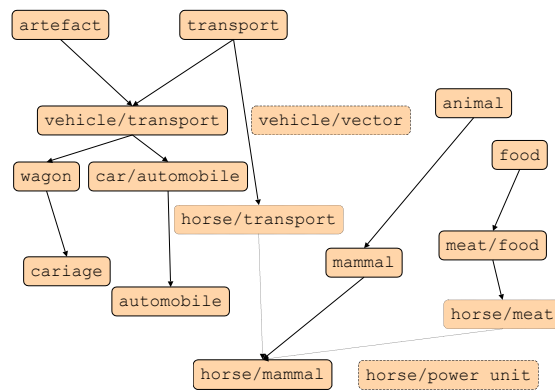 artefact
transport
animal
vehicle/transport
vehicle/vector
food
wagon
car/automobile
horse/transport
meat/food
cariage
mammal
automobile
horse/meat
horse/mammal
horse/power unit